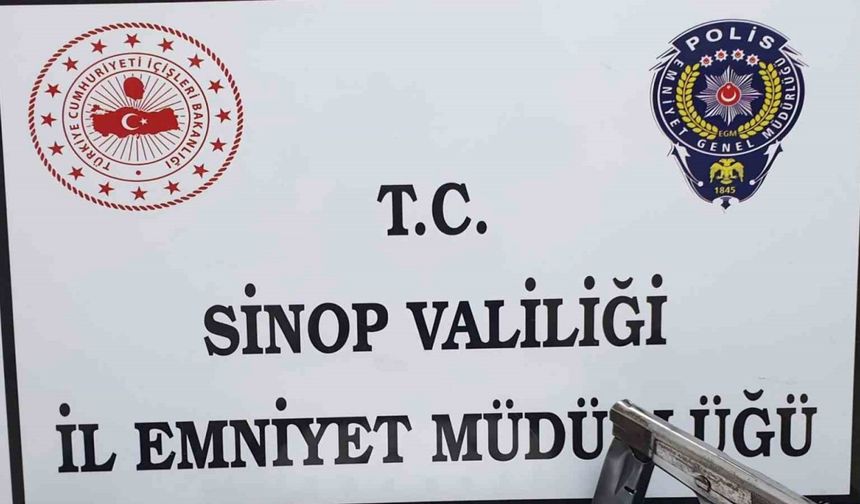 TÜRKİYE CUMHURİYETİ İÇİŞLERİ BAKANLIĞI
POLİS
EMNİYET GENEL MÜDÜRLÜĞÜ
EGM
1845
T.C.
SİNOP VALİLİĞİ
İL EMNİYET MÜDÜRLÜĞÜ